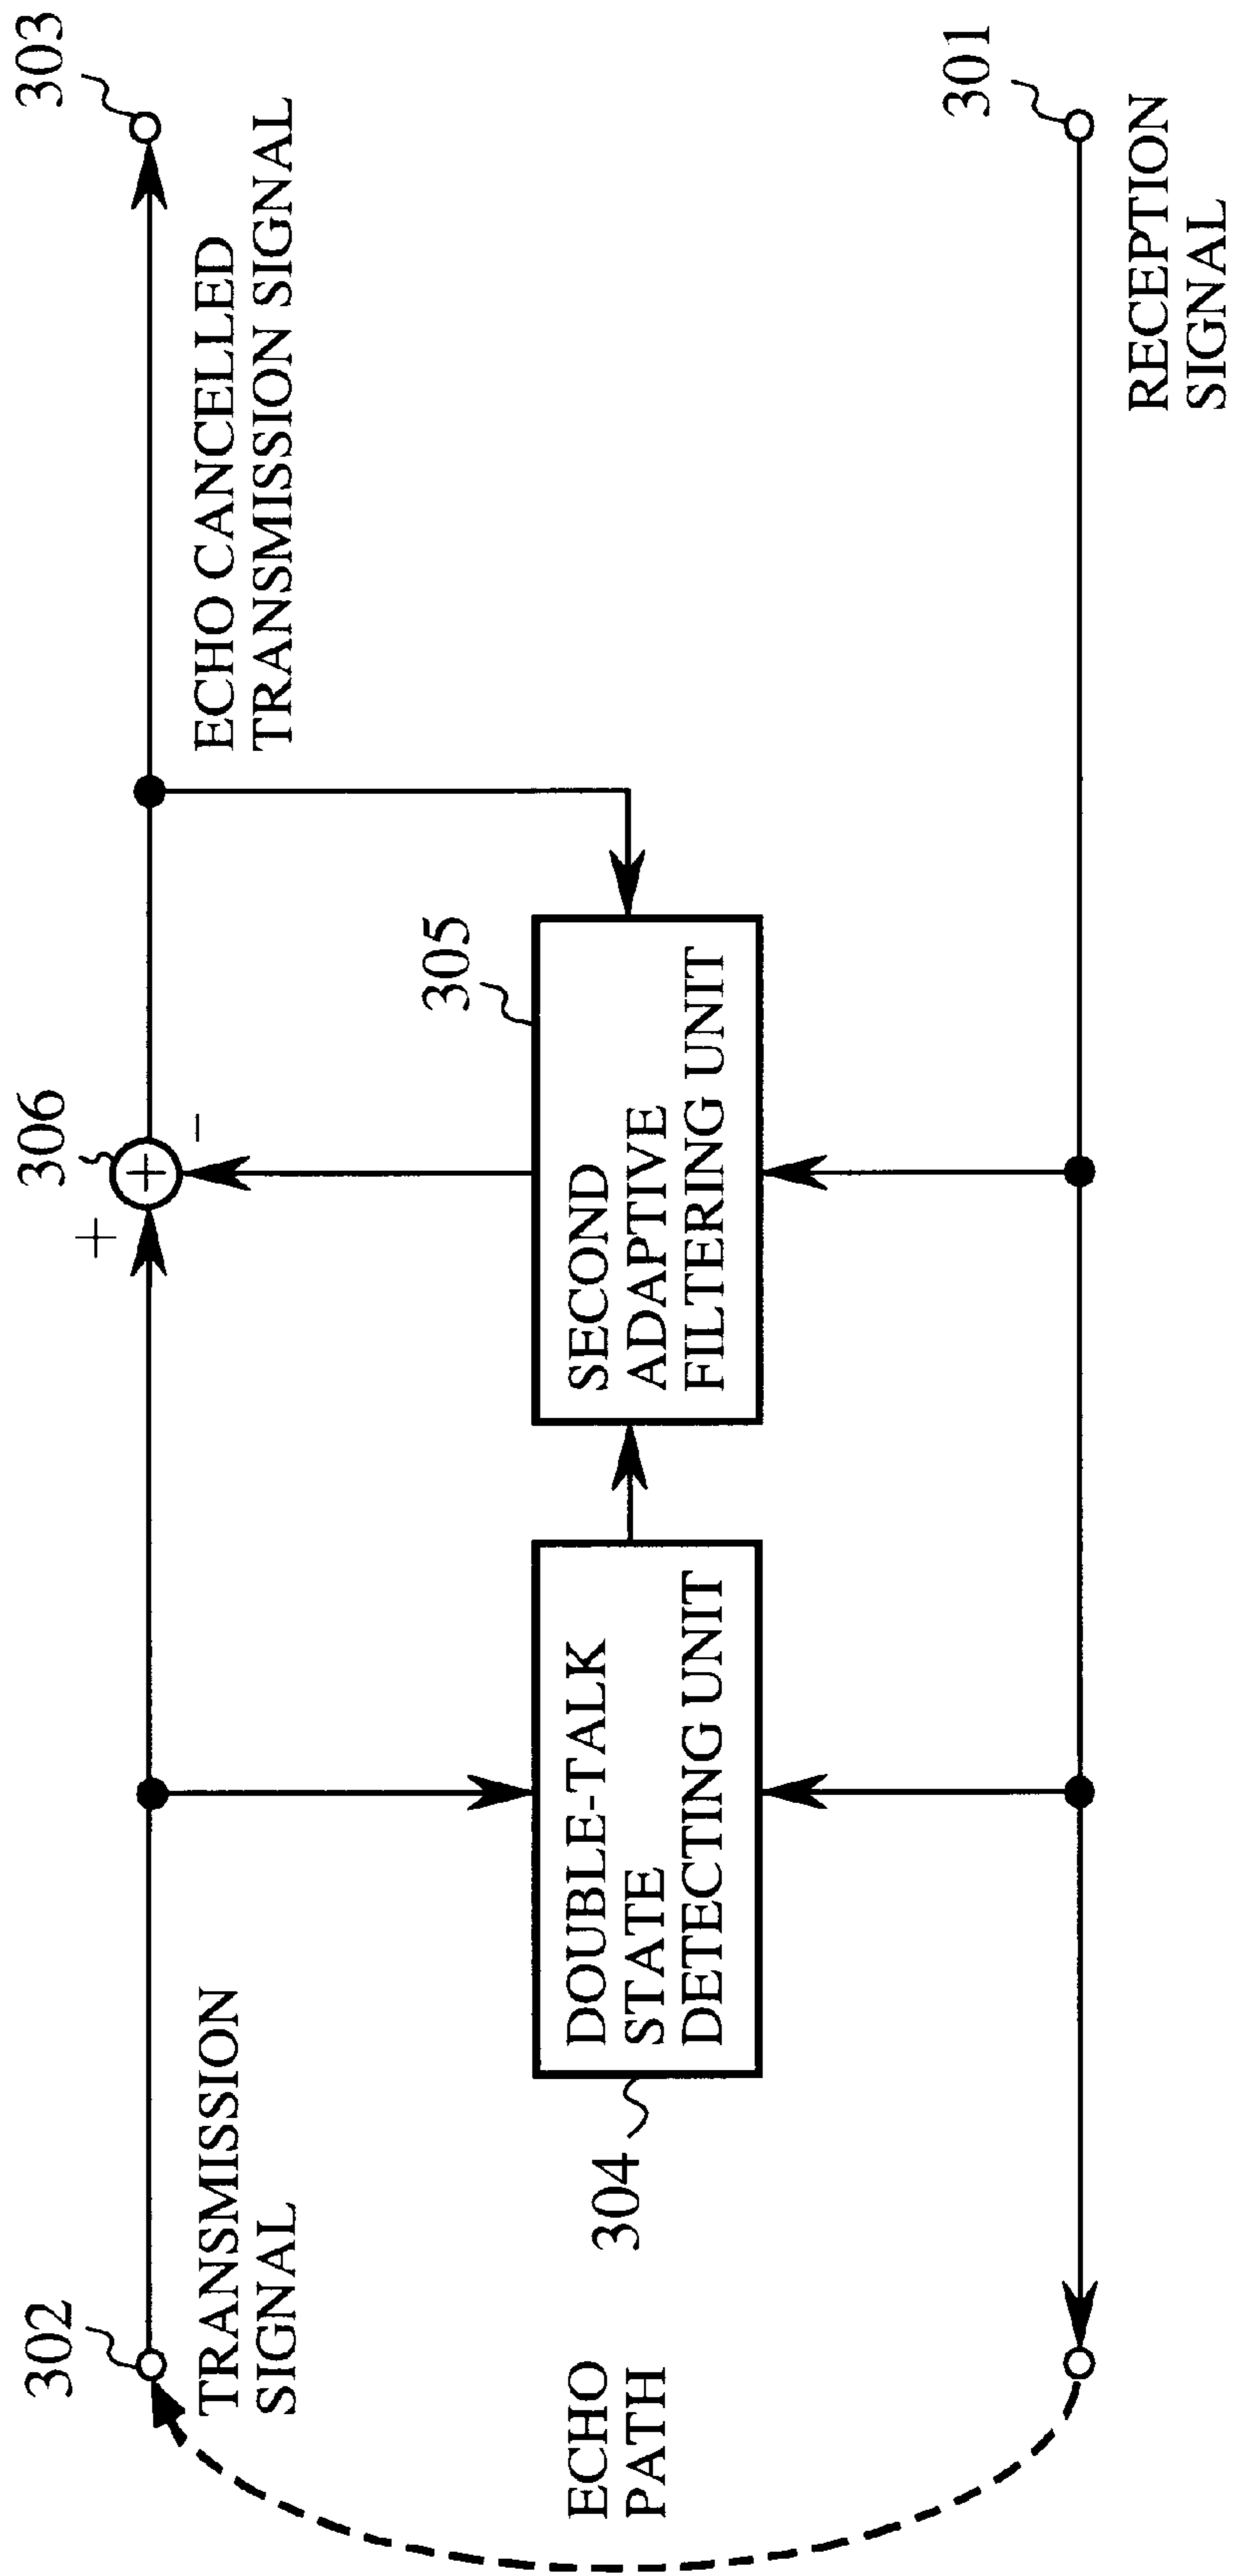 302
TRANSMISSION
SIGNAL
+
306
+
-
303
ECHO CANCELLED
TRANSMISSION SIGNAL
ECHO
PATH
304
DOUBLE-TALK
STATE
DETECTING UNIT
305
SECOND
ADAPTIVE
FILTERING UNIT
301
RECEPTION
SIGNAL